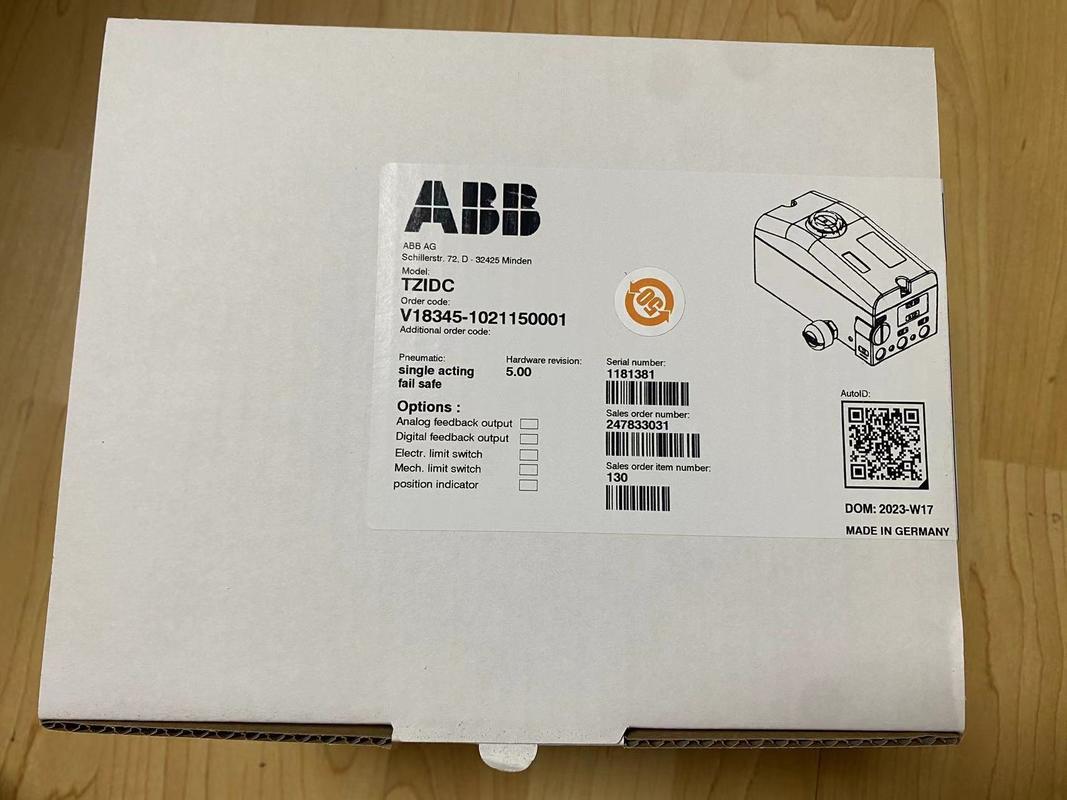 ABB
ABB AG
Schillerstr. 72, D - 32425 Minden
Model:
TZIDC
Order code:
V18345-1021150001
Additional order code:
Pneumatic:
single acting
fail safe
Hardware revision:
5.00
Options :
Analog feedback output
Digital feedback output
Electr. limit switch
Mech. limit switch
position indicator
Serial number:
1181381
Sales order number:
247833031
Sales order item number:
130
AutoID:
DOM: 2023-W17
MADE IN GERMANY